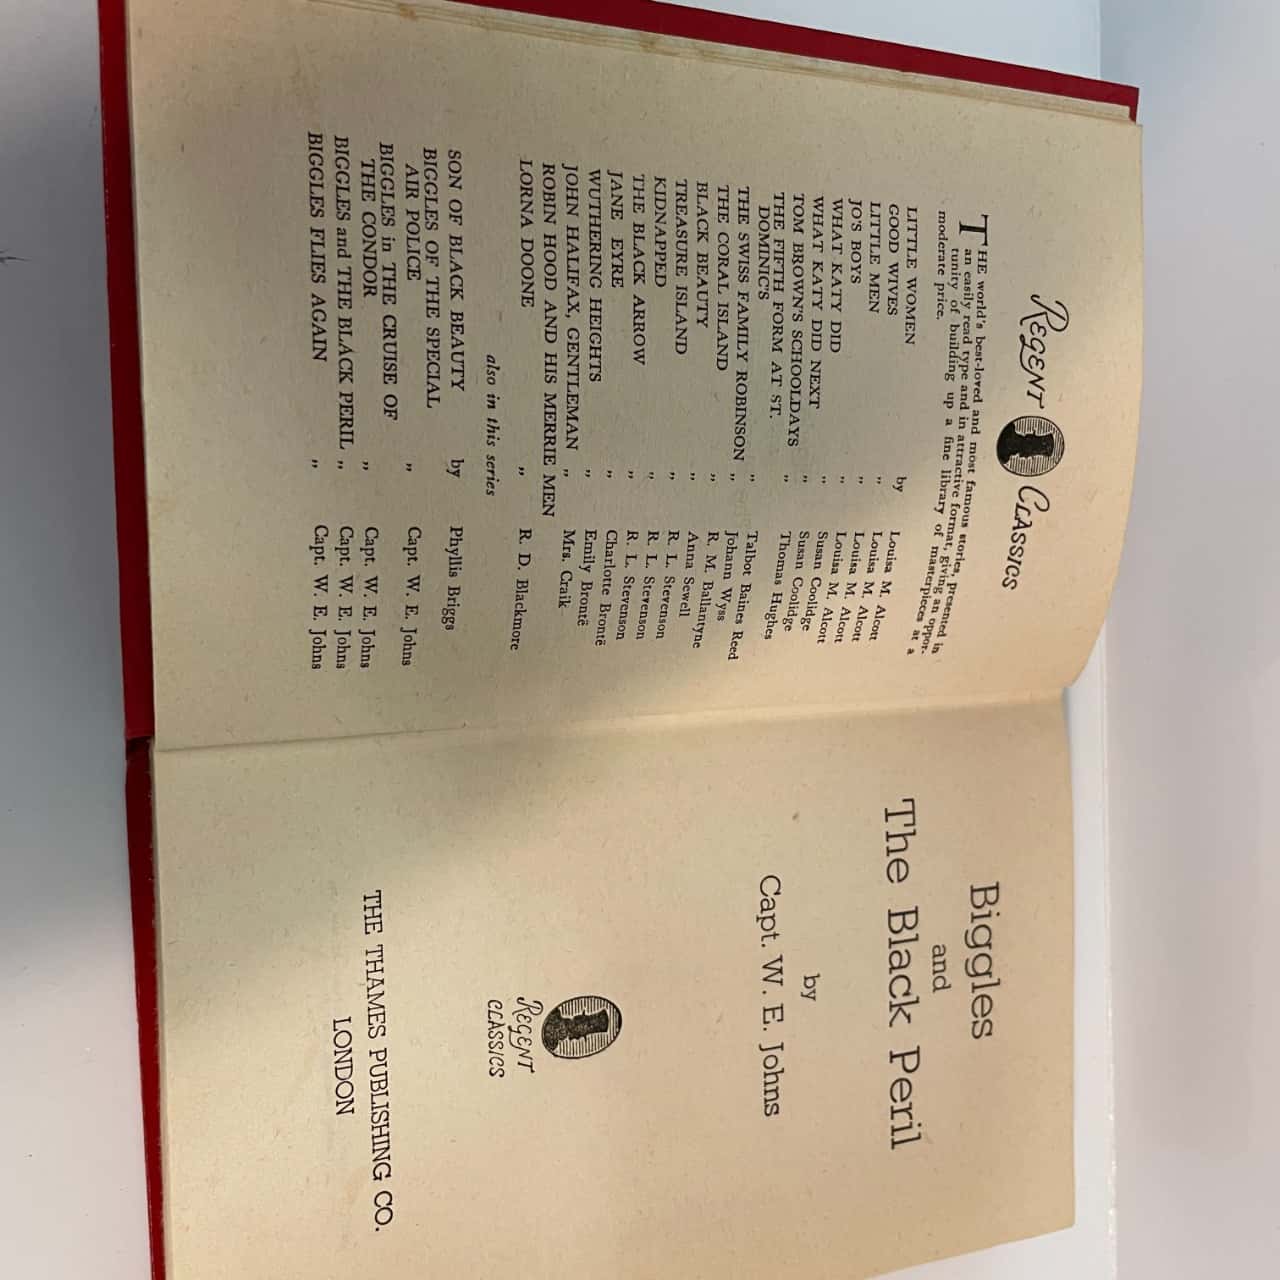 REGENT CLASSICS
THE world's best-loved and most famous stories, presented in
an easily read type and in attractive format, giving an oppor-
tunity of building up a fine library of masterpieces at a
moderate price.
LITTLE WOMEN by Louisa M. Alcott
GOOD WIVES " Louisa M. Alcott
LITTLE MEN " Louisa M. Alcott
JO'S BOYS " Louisa M. Alcott
WHAT KATY DID " Susan Coolidge
WHAT KATY DID NEXT " Susan Coolidge
TOM BROWN'S SCHOOLDAYS " Thomas Hughes
THE FIFTH FORM AT ST.
DOMINIC'S " Talbot Baines Reed
THE SWISS FAMILY ROBINSON " Johann Wyss
THE CORAL ISLAND " R. M. Ballantyne
BLACK BEAUTY " Anna Sewell
TREASURE ISLAND " R. L. Stevenson
KIDNAPPED " R. L. Stevenson
THE BLACK ARROW " R. L. Stevenson
JANE EYRE " Charlotte Brontë
WUTHERING HEIGHTS " Emily Brontë
JOHN HALIFAX, GENTLEMAN " Mrs. Craik
ROBIN HOOD AND HIS MERRIE MEN
LORNA DOONE " R. D. Blackmore
also in this series
SON OF BLACK BEAUTY by Phyllis Briggs
BIGGLES OF THE SPECIAL
AIR POLICE " Capt. W. E. Johns
BIGGLES in THE CRUISE OF
THE CONDOR " Capt. W. E. Johns
BIGGLES and THE BLACK PERIL " Capt. W. E. Johns
BIGGLES FLIES AGAIN " Capt. W. E. Johns
Biggles
and
The Black Peril
by
Capt. W. E. Johns
REGENT
CLASSICS
THE THAMES PUBLISHING CO.
LONDON